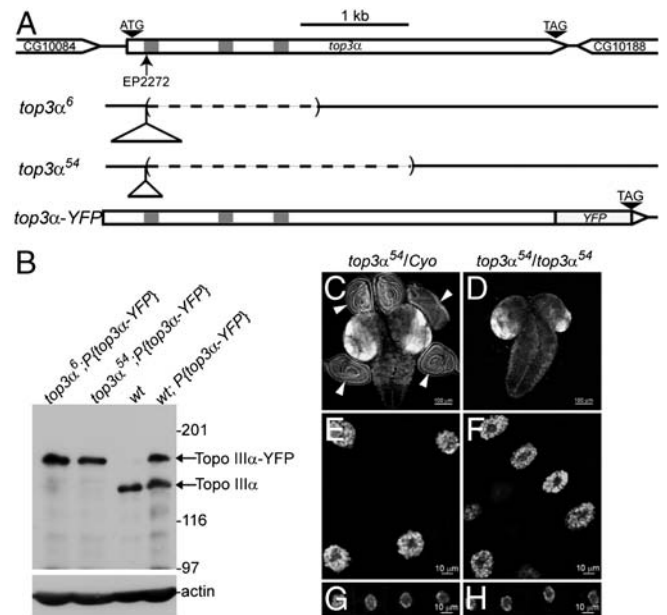 A
1 kb
ATG
TAG
CG10084
top3α
CG10188
EP2272
top3α⁶
top3α⁵⁴
TAG
top3α-YFP
YFP
B
top3α⁶;P{top3α-YFP}
top3α⁵⁴;P{top3α-YFP}
wt
wt; P{top3α-YFP}
-201
Topo IIIα-YFP
Topo IIIα
-116
-97
actin
top3α⁵⁴/Cyo
top3α⁵⁴/top3α⁵⁴
C
D
100 µm
100 µm
E
F
10 µm
10 µm
G
H
10 µm
10 µm